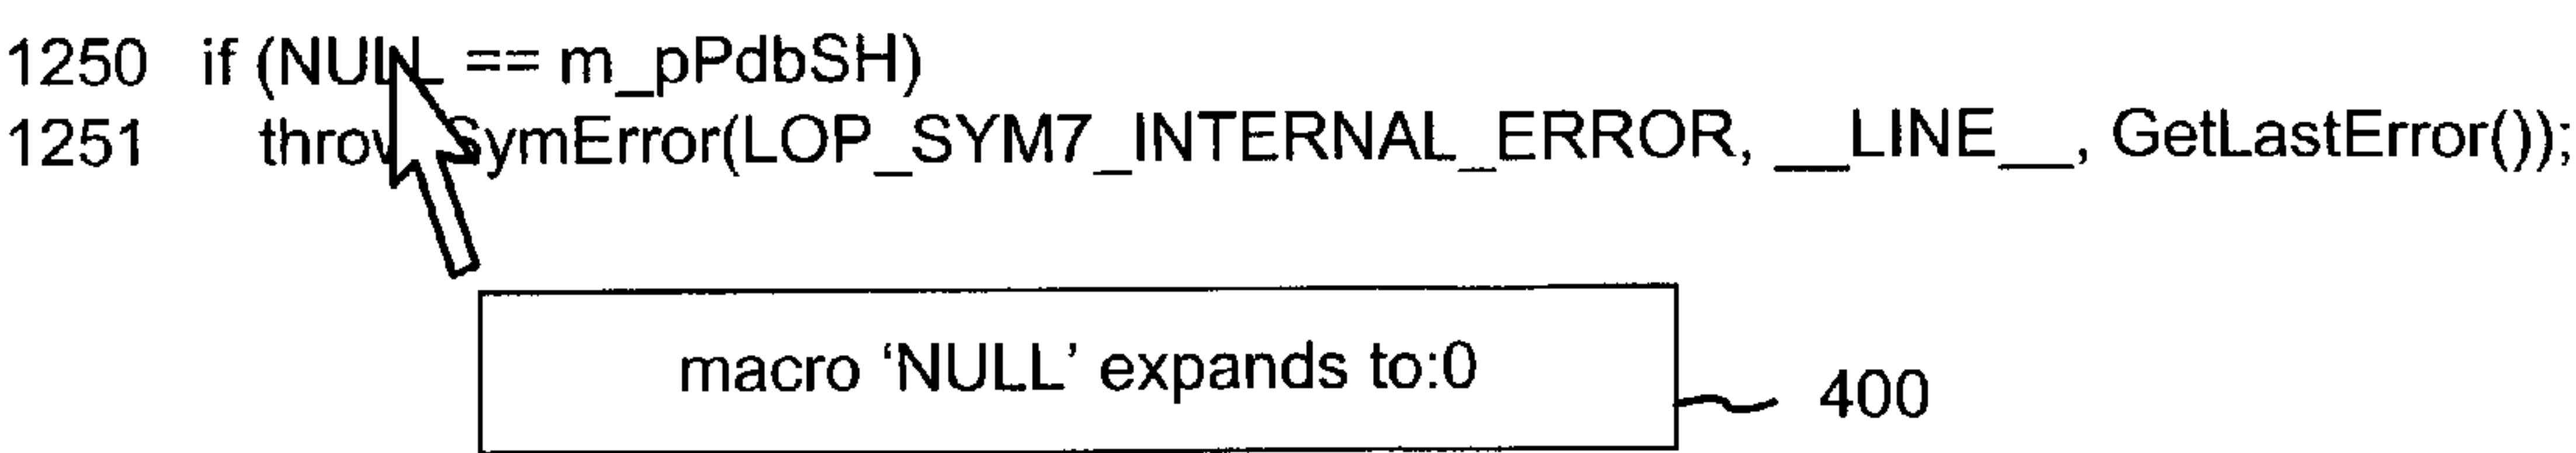 1250 if (NULL == m_pPdbSH)
1251 throw SymError(LOP_SYM7_INTERNAL_ERROR, __LINE__, GetLastError());
macro ‘NULL’ expands to:0
400